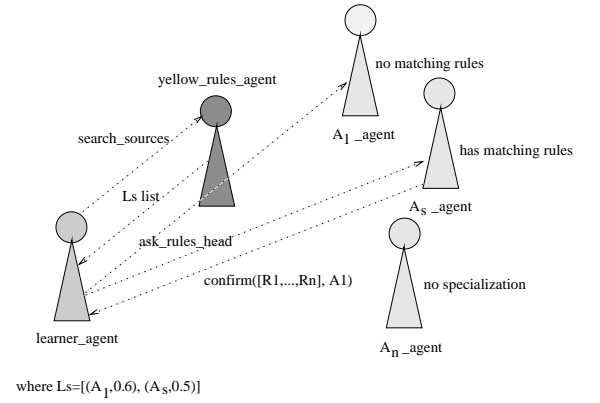 no matching rules
yellow_rules_agent
A1_agent
search_sources
has matching rules
Ls list
As_agent
ask_rules_head
confirm([R1,...,Rn], A1)
no specialization
learner_agent
An_agent
where Ls=[(A1,0.6), (As,0.5)]